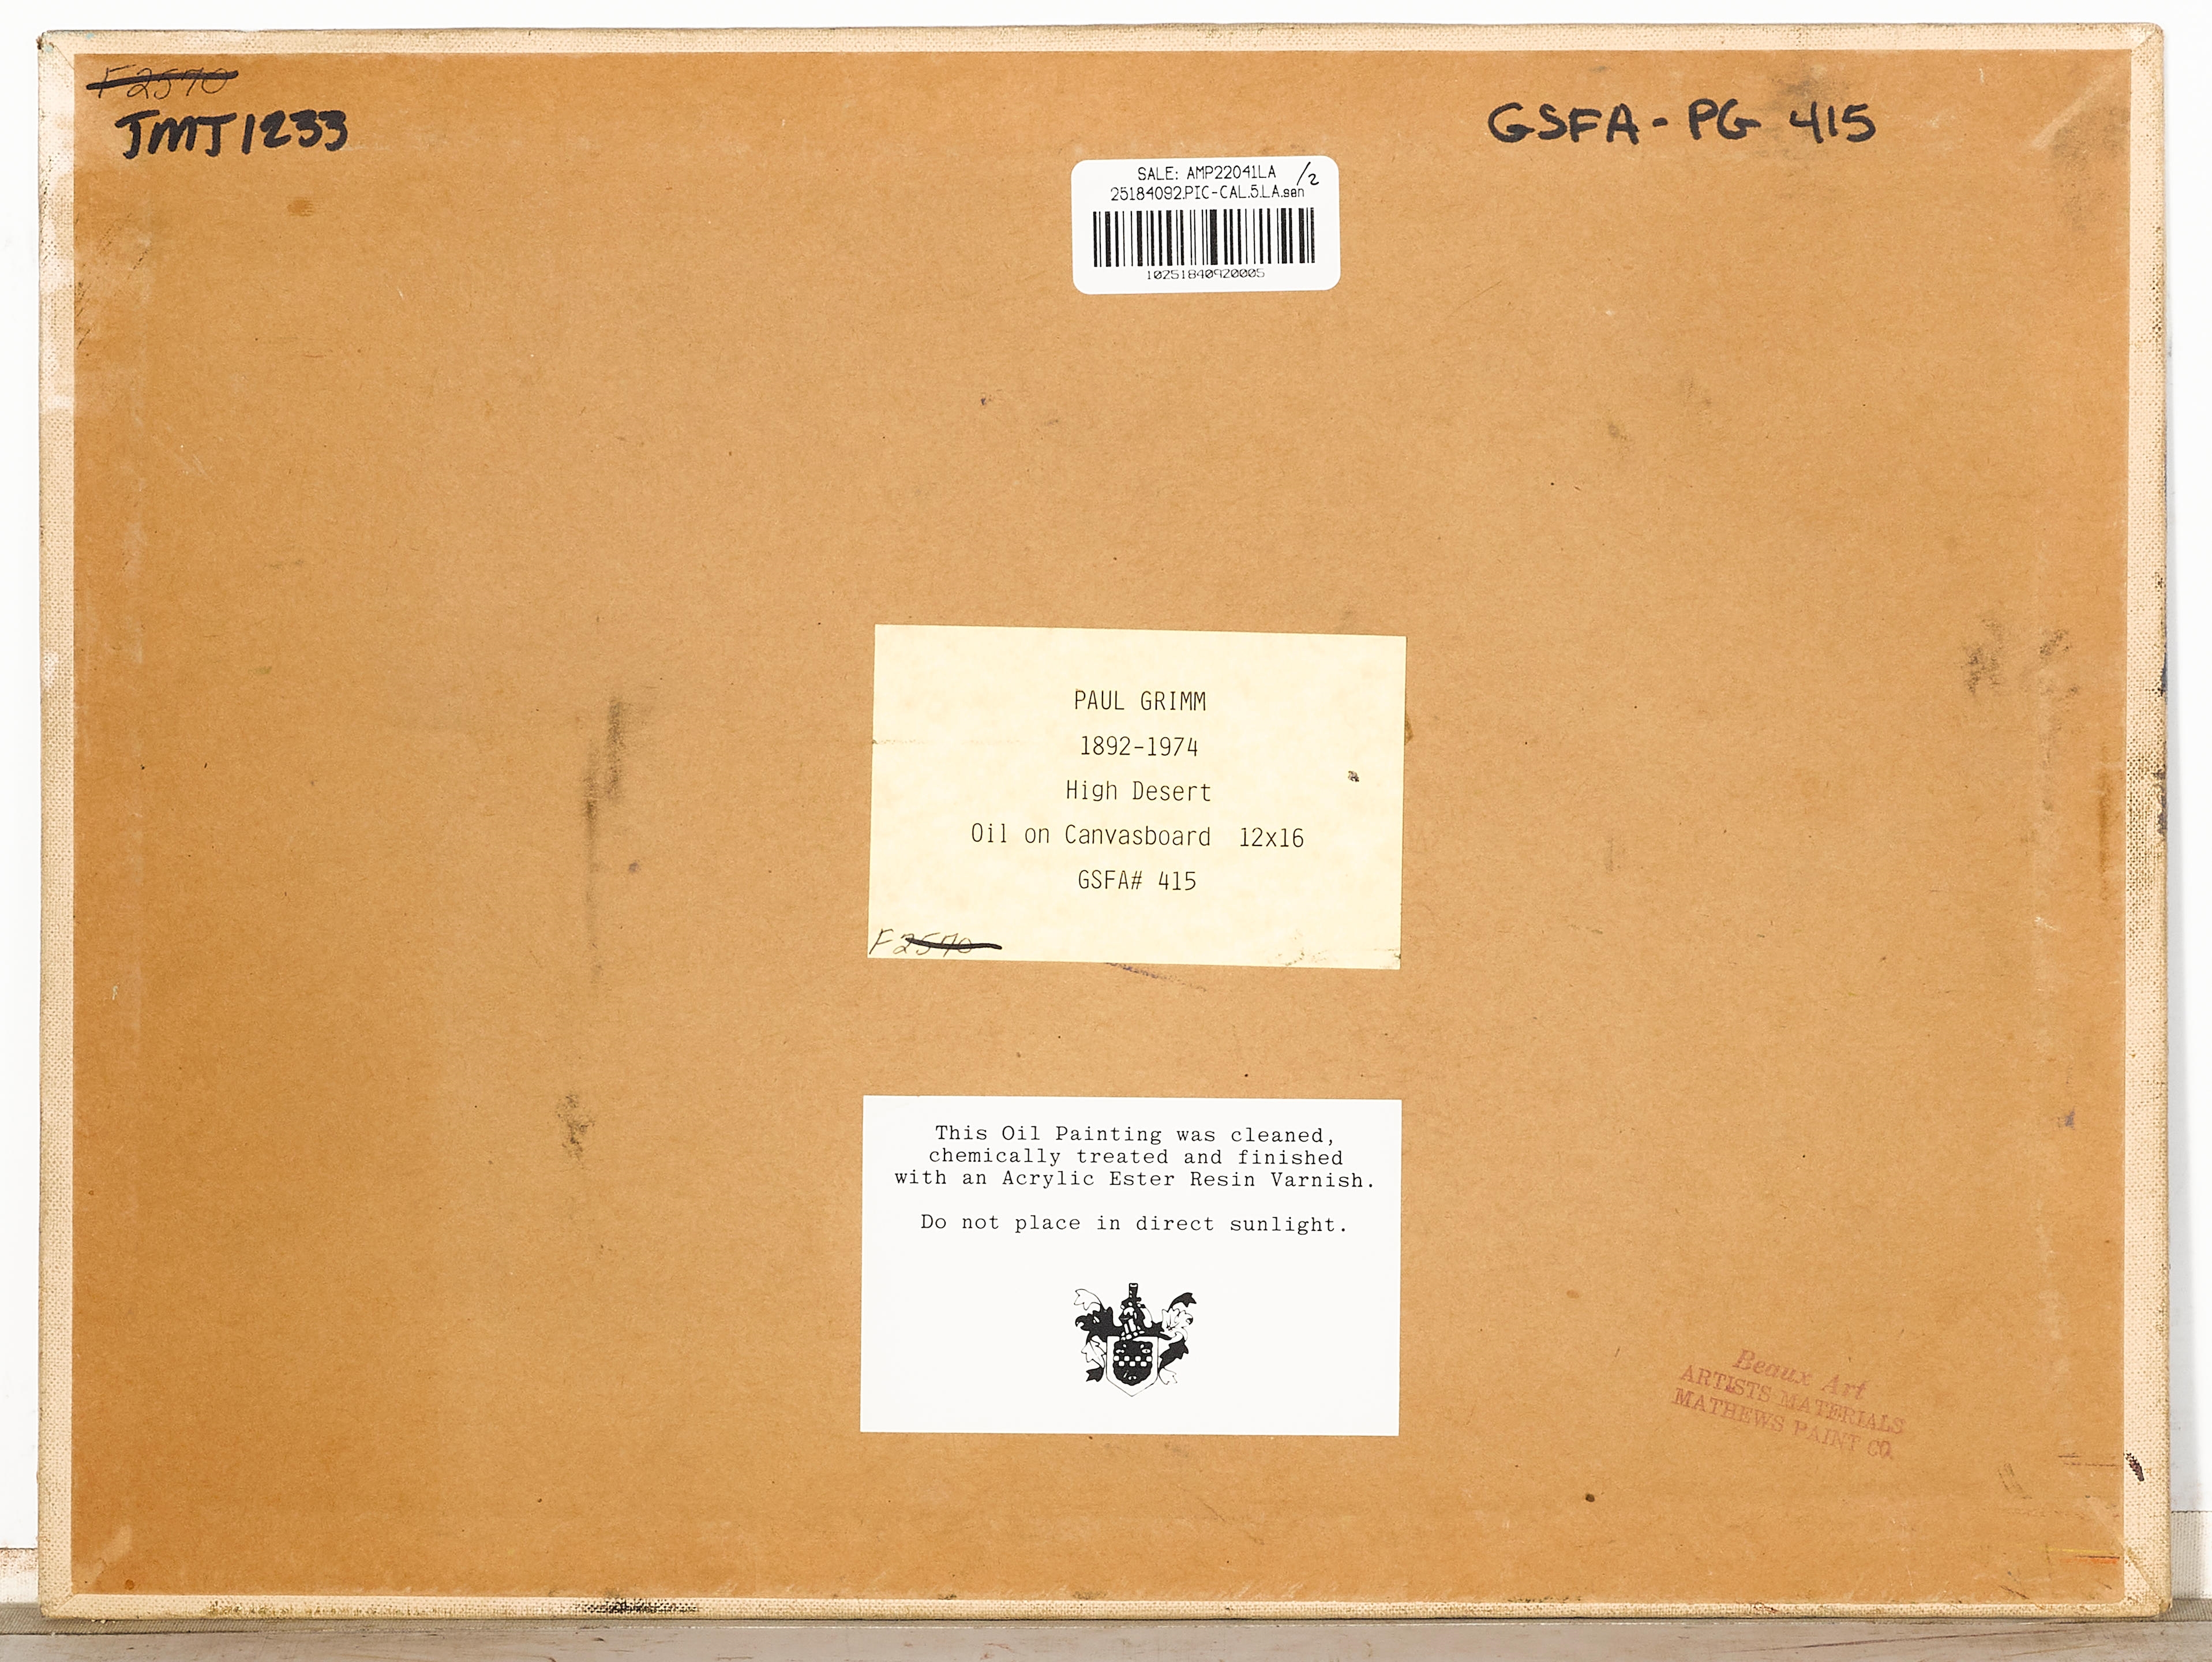 F2570
JMJ1233
GSFA-PG 415
SALE: AMP22041LA /2
25184092.PIC-CAL.5.LA.sen
10251840920005
PAUL GRIMM
1892-1974
High Desert
Oil on Canvasboard 12x16
GSFA# 415
F2570
This Oil Painting was cleaned,
chemically treated and finished
with an Acrylic Ester Resin Varnish.
Do not place in direct sunlight.
Beaux Art
ARTISTS MATERIALS
MATHEWS PAINT CO.